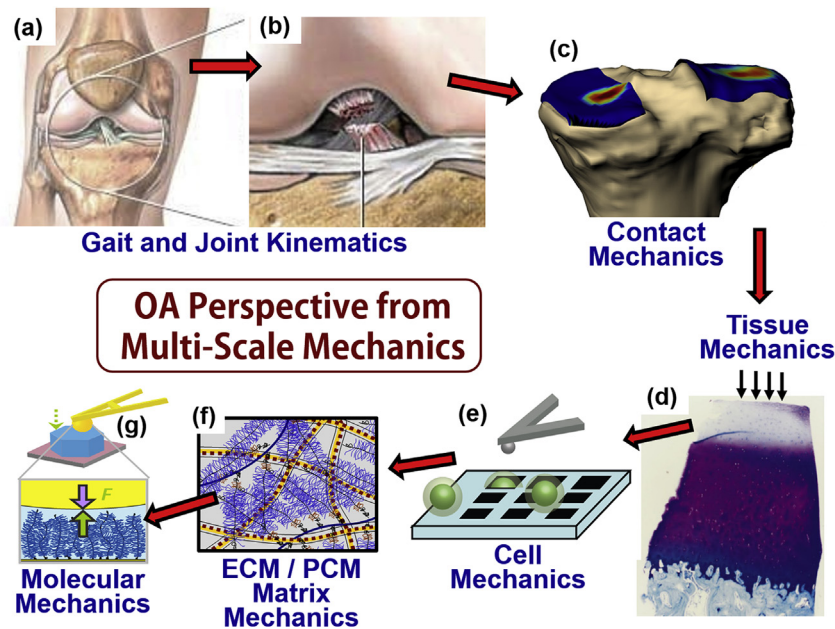 (a)
(b)
(c)
Gait and Joint Kinematics
Contact
Mechanics
OA Perspective from
Multi-Scale Mechanics
Tissue
Mechanics
(d)
(e)
(f)
(g)
F
Cell
Mechanics
ECM / PCM
Matrix
Mechanics
Molecular
Mechanics